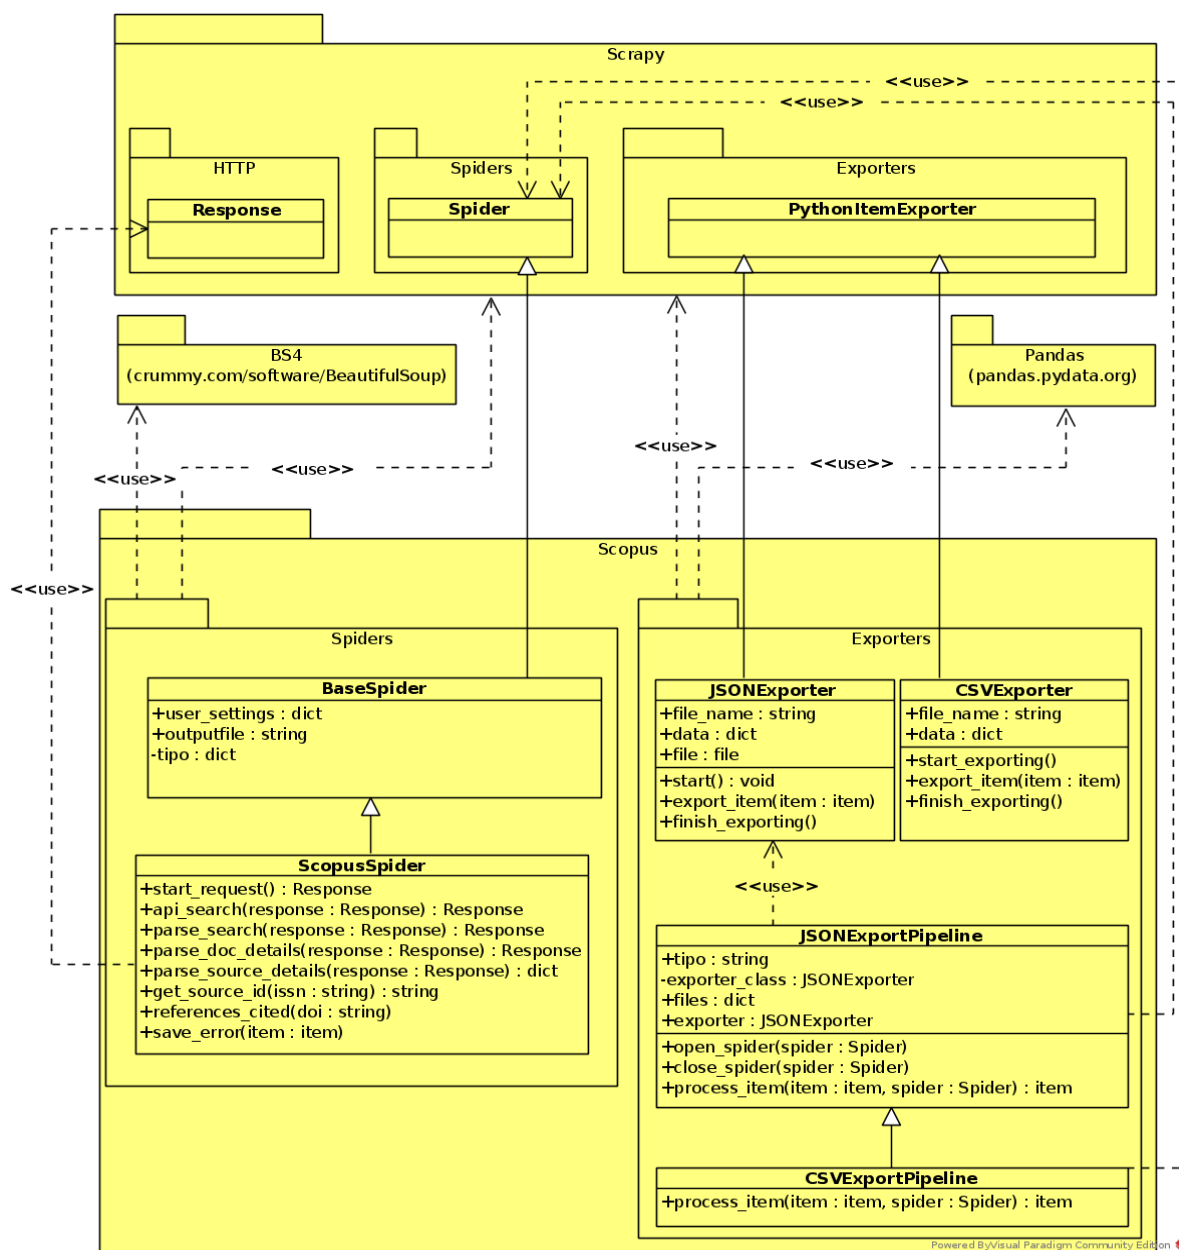 Scrapy
<<use>>
<<use>>
HTTP
Response
Spiders
Spider
Exporters
PythonItemExporter
BS4
(crummy.com/software/BeautifulSoup)
Pandas
(pandas.pydata.org)
<<use>>
<<use>>
<<use>>
<<use>>
<<use>>
Scopus
Spiders
BaseSpider
+user_settings : dict
+outputfile : string
-tipo : dict
ScopusSpider
+start_request() : Response
+api_search(response : Response) : Response
+parse_search(response : Response) : Response
+parse_doc_details(response : Response) : Response
+parse_source_details(response : Response) : dict
+get_source_id(issn : string) : string
+references_cited(doi : string)
+save_error(item : item)
Exporters
JSONExporter
+file_name : string
+data : dict
+file : file
+start() : void
+export_item(item : item)
+finish_exporting()
CSVExporter
+file_name : string
+data : dict
+start_exporting()
+export_item(item : item)
+finish_exporting()
<<use>>
JSONExportPipeline
+tipo : string
-exporter_class : JSONExporter
+files : dict
+exporter : JSONExporter
+open_spider(spider : Spider)
+close_spider(spider : Spider)
+process_item(item : item, spider : Spider) : item
CSVExportPipeline
+process_item(item : item, spider : Spider) : item
Powered ByVisual Paradigm Community Edition